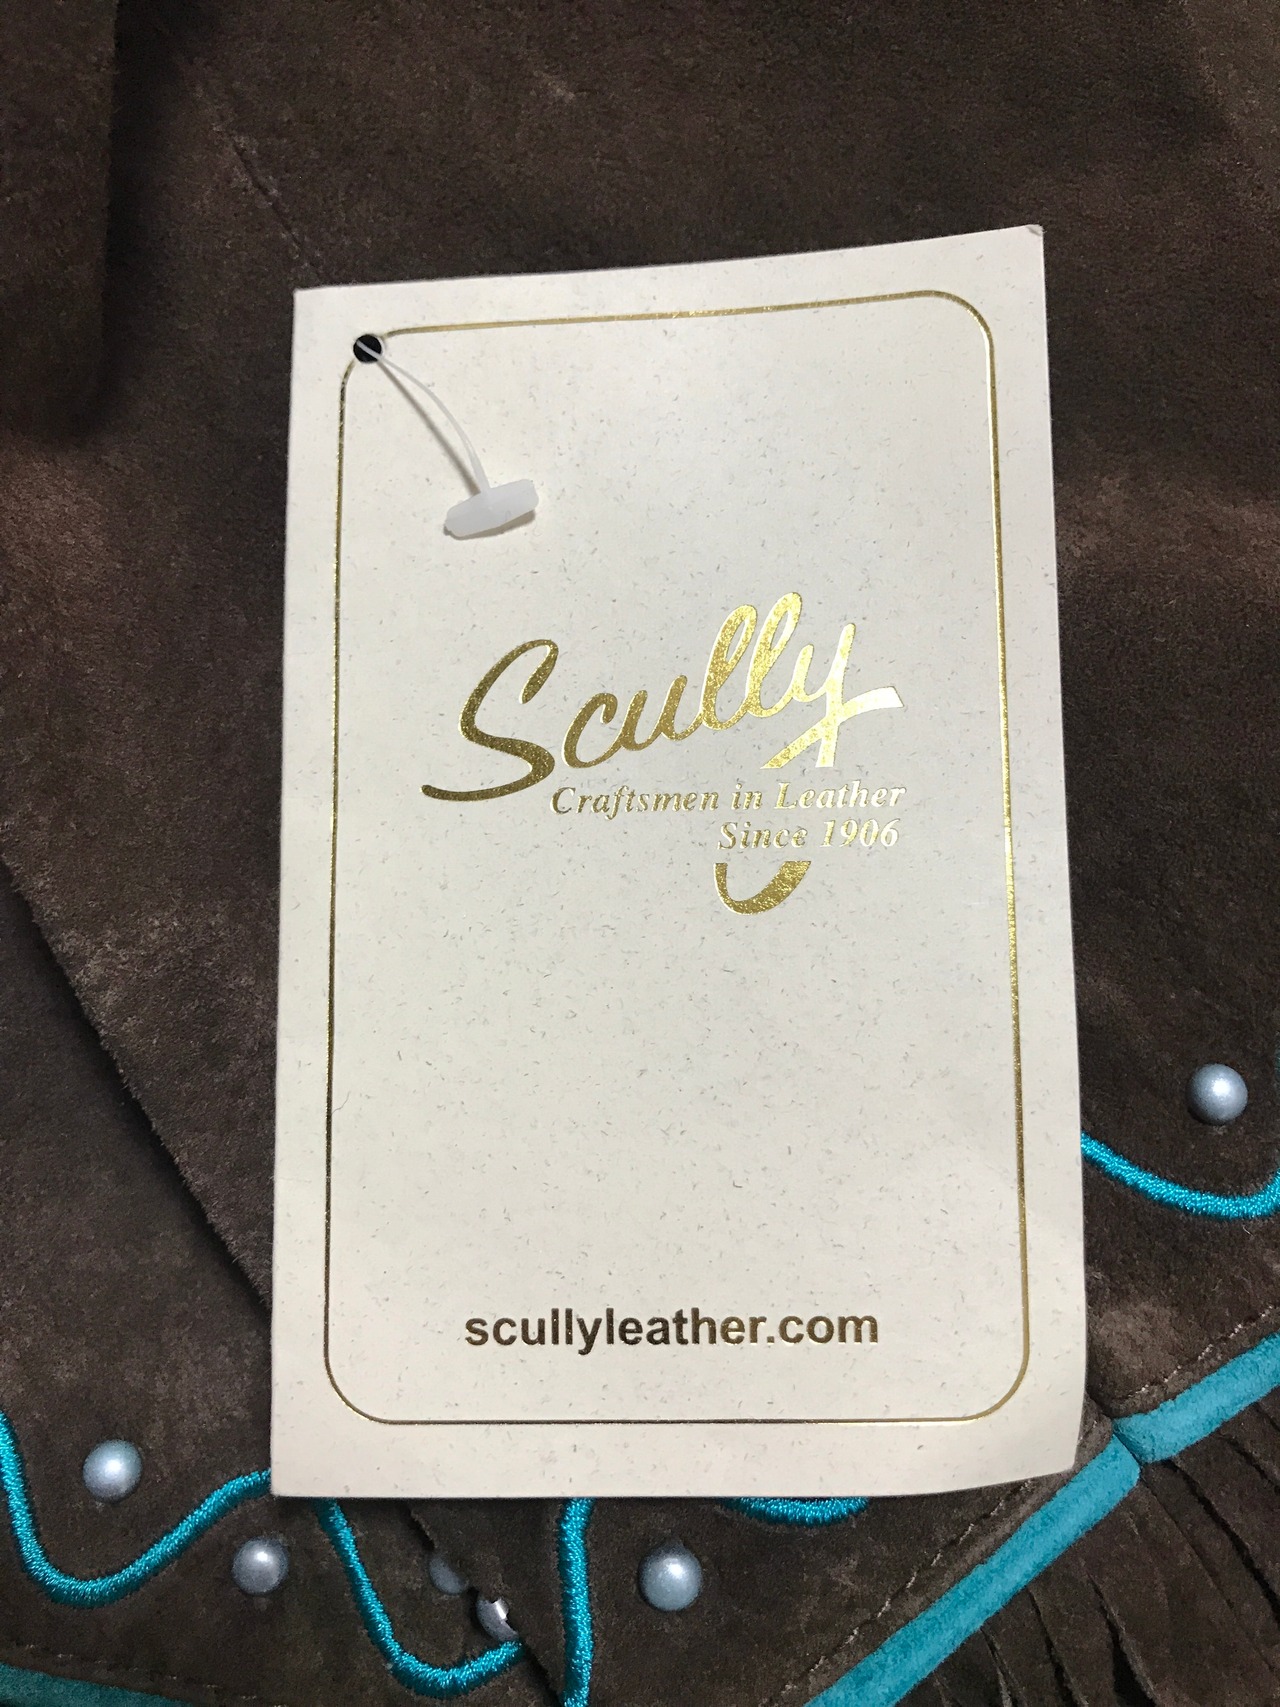 Scully
Craftsmen in Leather
Since 1906
scullyleather.com